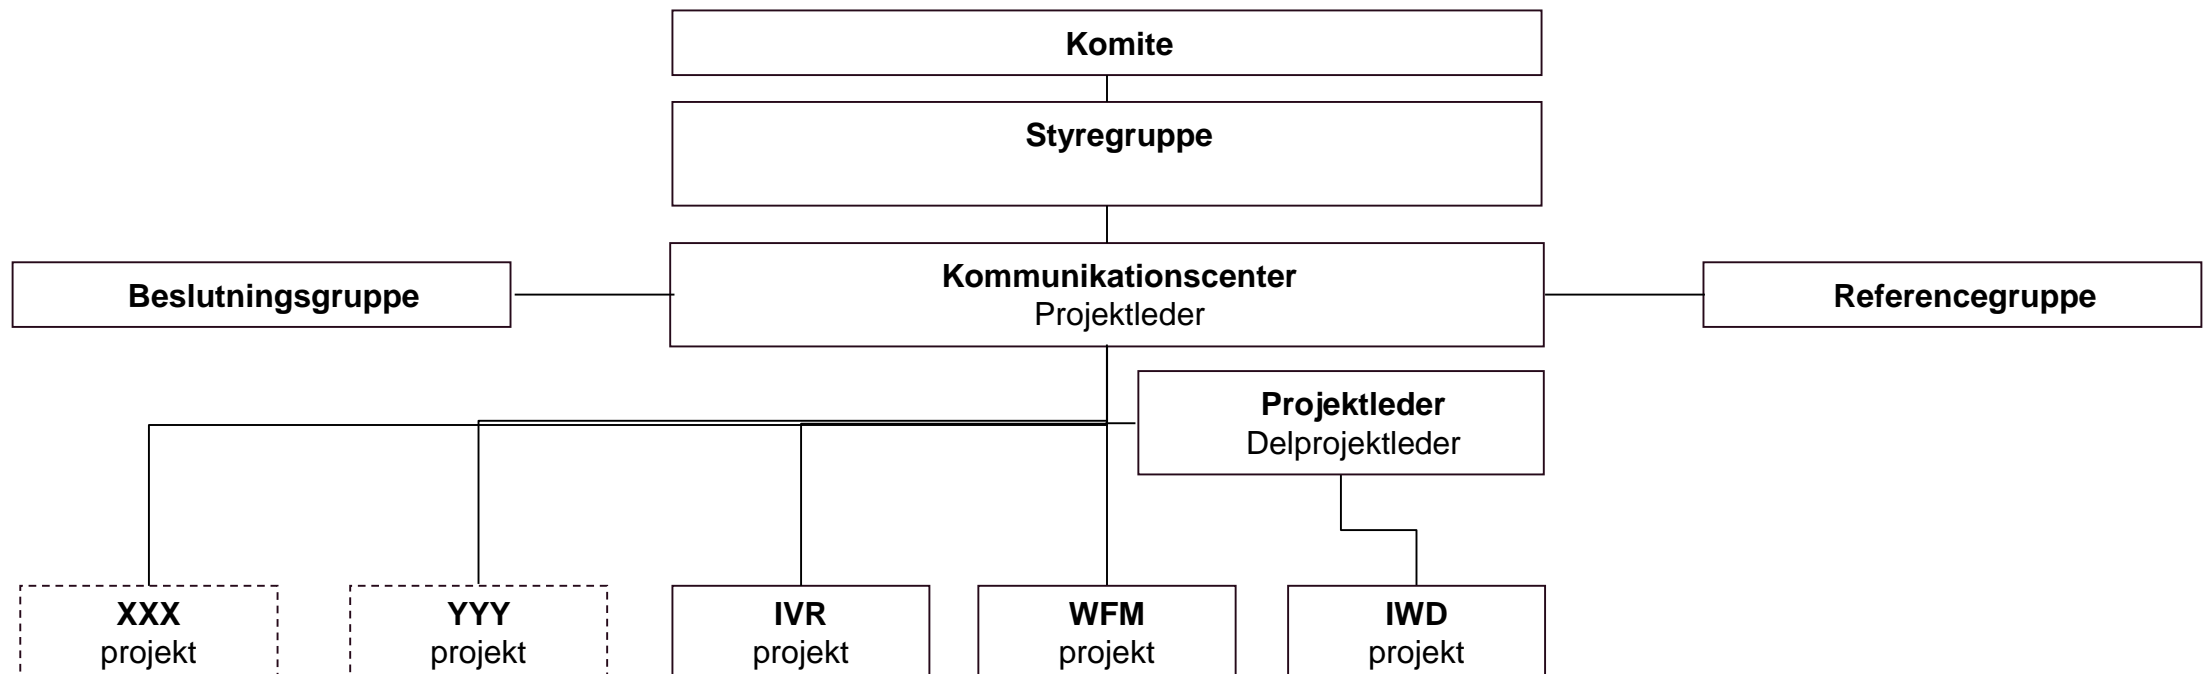 Komite
Styregruppe
Beslutningsgruppe
Kommunikationscenter
Projektleder
Referencegruppe
Projektleder
Delprojektleder
XXX
projekt
YYY
projekt
IVR
projekt
WFM
projekt
IWD
projekt